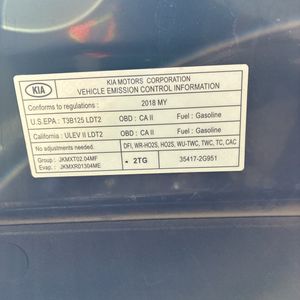 KIA
KIA MOTORS CORPORATION
VEHICLE EMISSION CONTROL INFORMATION
Conforms to regulations : 2018 MY
U.S.EPA : T3B125 LDT2 OBD : CA II Fuel : Gasoline
California : ULEV II LDT2 OBD : CA II Fuel : Gasoline
No adjustments needed. DFI, WR-HO2S, HO2S, WU-TWC, TWC, TC, CAC
Group : JKMXT02.04MF
Evap. : JKMXR01304ME
• 2TG 35417-2G951